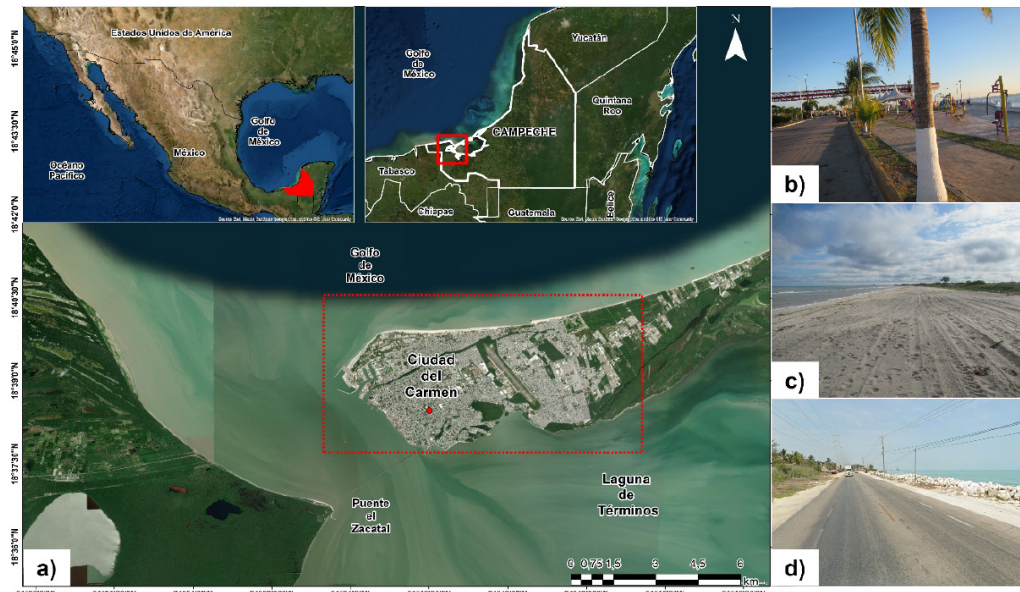 Estados Unidos de América
Golfo
de
México
México
Océano
Pacífico
Golfo
de
México
Yucatán
Quintana
Roo
CAMPECHE
Tabasco
Chiapas
Guatemala
N
18°45'0"N
18°43'30"N
18°42'0"N
18°40'30"N
18°39'0"N
18°37'30"N
18°36'0"N
Golfo
de
México
Ciudad
del
Carmen
Laguna
de
Términos
Puente
el
Zacatal
0 0,75 1,5 3 4,5 6
km
a)
b)
c)
d)